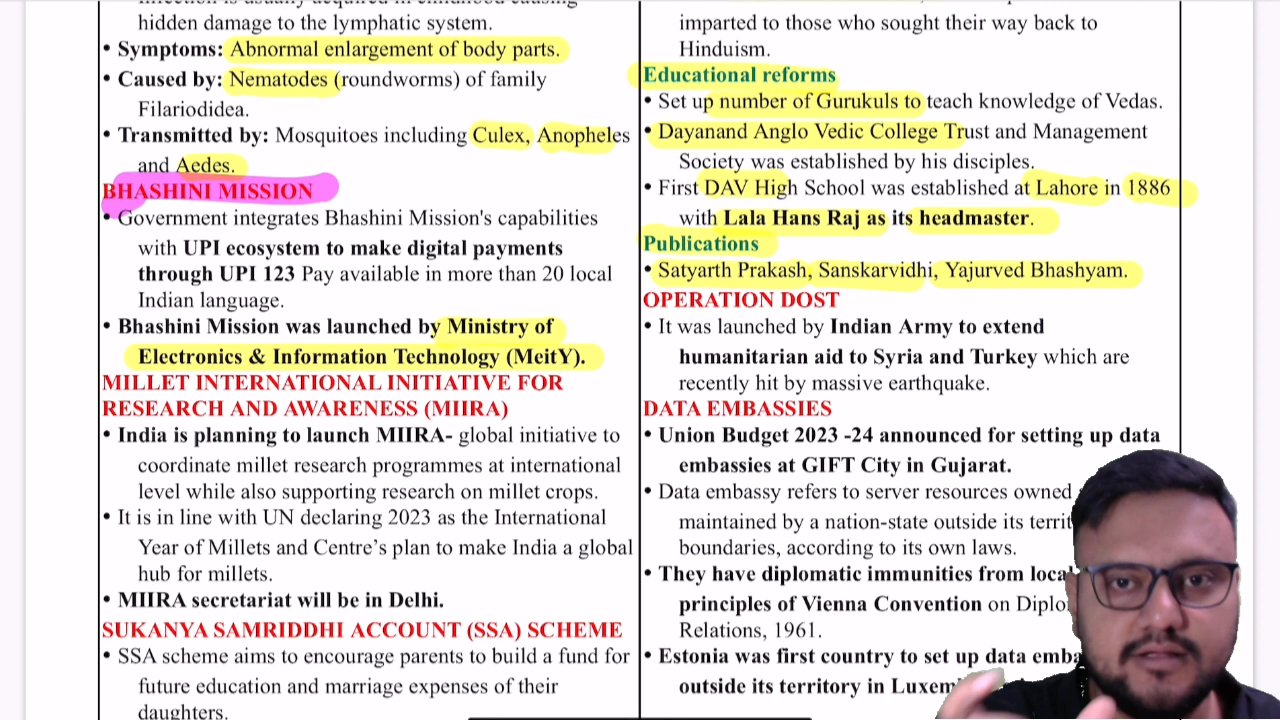 hidden damage to the lymphatic system.
• Symptoms: Abnormal enlargement of body parts.
• Caused by: Nematodes (roundworms) of family
Filariodidea.
• Transmitted by: Mosquitoes including Culex, Anopheles
and Aedes.
BHASHINI MISSION
• Government integrates Bhashini Mission's capabilities
with UPI ecosystem to make digital payments
through UPI 123 Pay available in more than 20 local
Indian language.
• Bhashini Mission was launched by Ministry of
Electronics & Information Technology (MeitY).
MILLET INTERNATIONAL INITIATIVE FOR
RESEARCH AND AWARENESS (MIIRA)
• India is planning to launch MIIRA- global initiative to
coordinate millet research programmes at international
level while also supporting research on millet crops.
• It is in line with UN declaring 2023 as the International
Year of Millets and Centre's plan to make India a global
hub for millets.
• MIIRA secretariat will be in Delhi.
SUKANYA SAMRIDDHI ACCOUNT (SSA) SCHEME
• SSA scheme aims to encourage parents to build a fund for
future education and marriage expenses of their
daughters.
imparted to those who sought their way back to
Hinduism.
Educational reforms
• Set up number of Gurukuls to teach knowledge of Vedas.
• Dayanand Anglo Vedic College Trust and Management
Society was established by his disciples.
• First DAV High School was established at Lahore in 1886
with Lala Hans Raj as its headmaster.
Publications
• Satyarth Prakash, Sanskarvidhi, Yajurved Bhashyam.
OPERATION DOST
• It was launched by Indian Army to extend
humanitarian aid to Syria and Turkey which are
recently hit by massive earthquake.
DATA EMBASSIES
• Union Budget 2023 -24 announced for setting up data
embassies at GIFT City in Gujarat.
• Data embassy refers to server resources owned
maintained by a nation-state outside its
boundaries, according to its own laws.
• They have diplomatic immunities from
principles of Vienna Convention on
Relations, 1961.
• Estonia was first country to set up data
outside its territory in